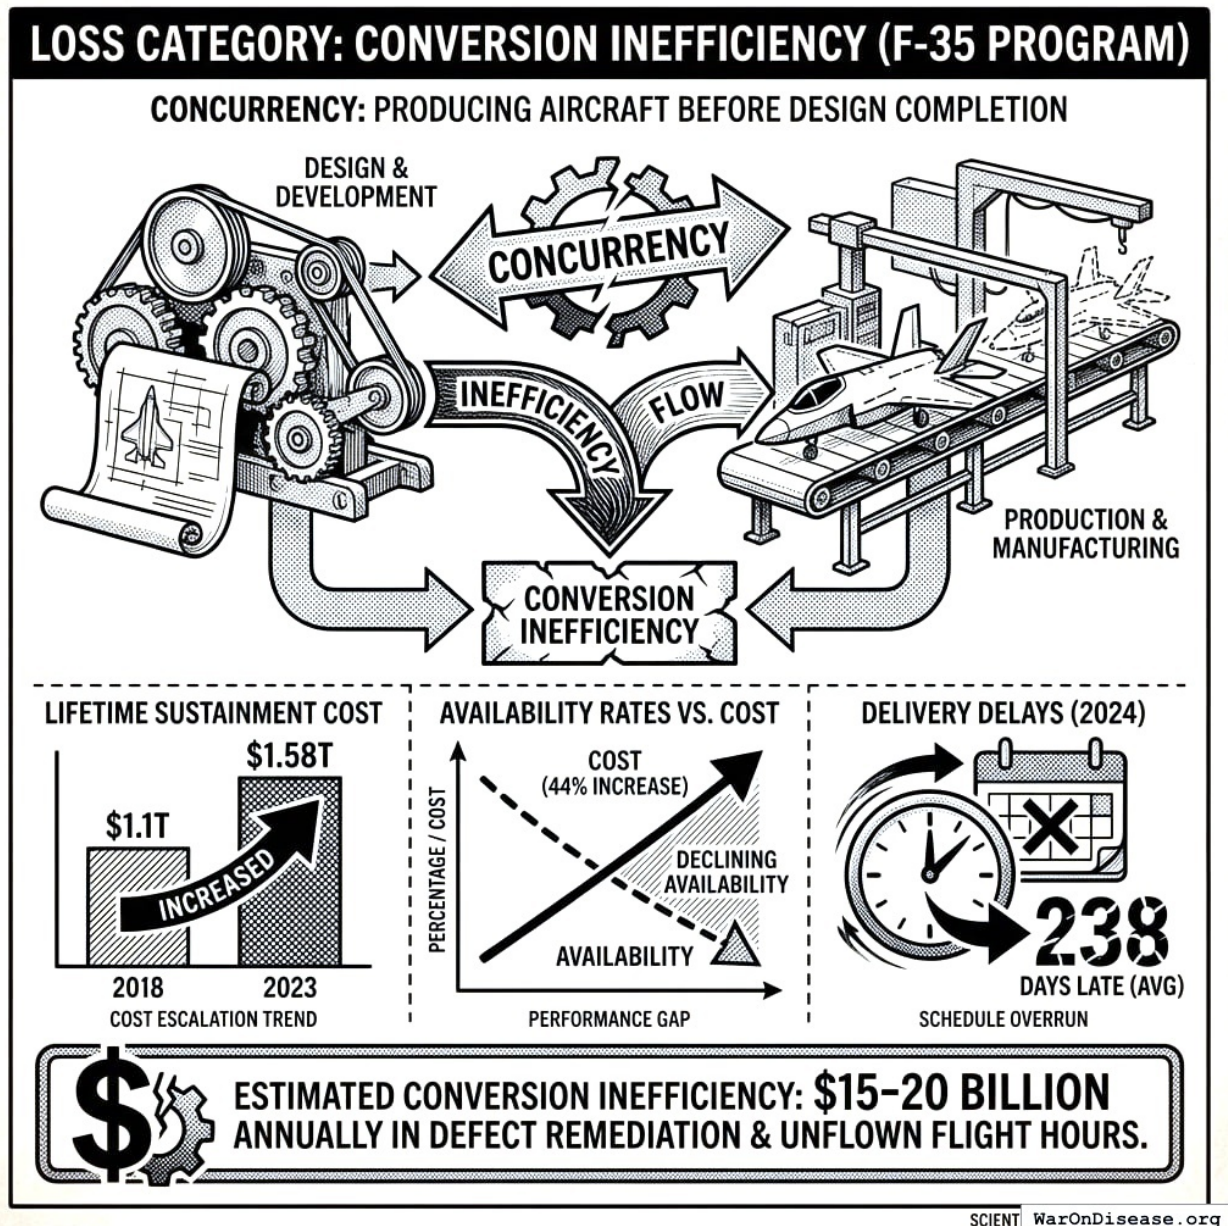 LOSS CATEGORY: CONVERSION INEFFICIENCY (F-35 PROGRAM)
CONCURRENCY: PRODUCING AIRCRAFT BEFORE DESIGN COMPLETION
DESIGN &
DEVELOPMENT
CONCURRENCY
INEFFICIENCY
FLOW
PRODUCTION &
MANUFACTURING
CONVERSION
INEFFICIENCY
LIFETIME SUSTAINMENT COST
$1.1T
$1.58T
INCREASED
2018
2023
COST ESCALATION TREND
AVAILABILITY RATES VS. COST
PERCENTAGE / COST
COST
(44% INCREASE)
DECLINING
AVAILABILITY
AVAILABILITY
PERFORMANCE GAP
DELIVERY DELAYS (2024)
238
DAYS LATE (AVG)
SCHEDULE OVERRUN
$
ESTIMATED CONVERSION INEFFICIENCY: $15-20 BILLION
ANNUALLY IN DEFECT REMEDIATION & UNFLOWN FLIGHT HOURS.
SCIENT
WarOnDisease.org